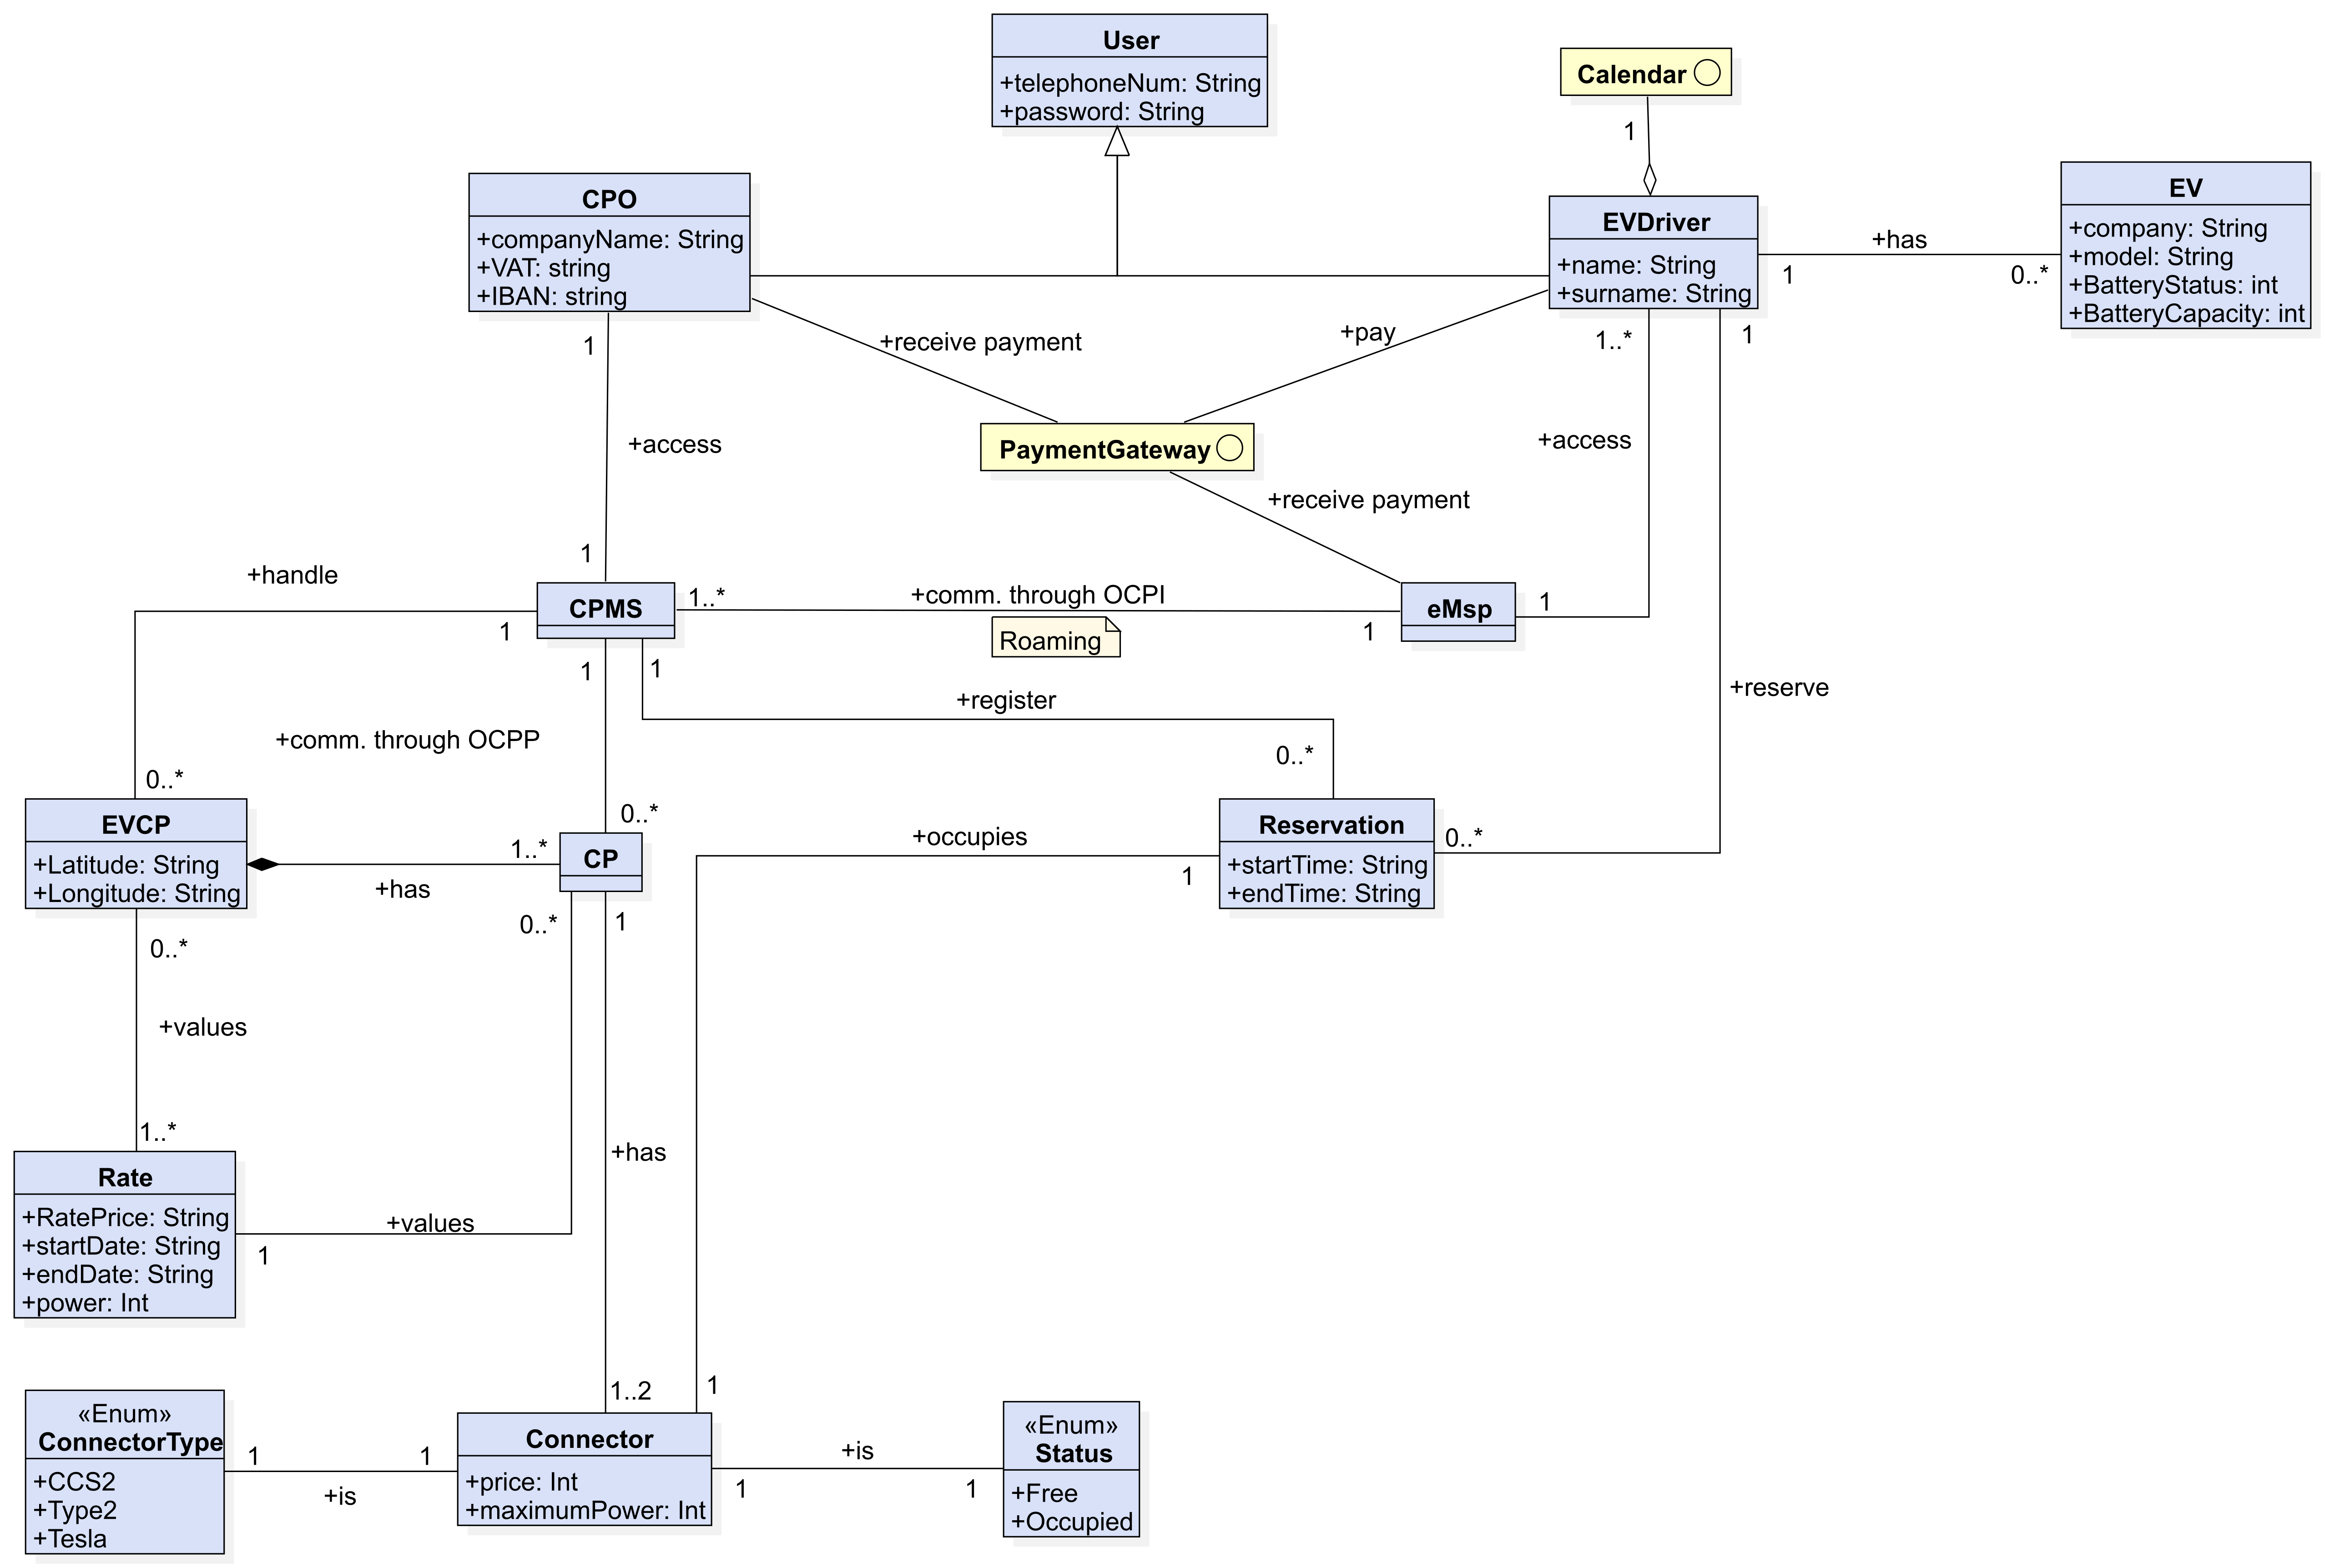 User
+telephoneNum: String
+password: String
Calendar
CPO
+companyName: String
+VAT: string
+IBAN: string
EVDriver
+name: String
+surname: String
EV
+company: String
+model: String
+BatteryStatus: int
+BatteryCapacity: int
1
+has
1
0..*
1
+receive payment
+pay
1..*
1
+access
PaymentGateway
+access
+receive payment
1
+handle
CPMS
1..*
+comm. through OCPI
eMsp
1
1
1
Roaming
1
1
+register
+reserve
+comm. through OCPP
0..*
0..*
0..*
EVCP
+Latitude: String
+Longitude: String
1..*
+has
CP
+occupies
1
Reservation
+startTime: String
+endTime: String
0..*
0..*
0..*
1
+values
1..*
+has
Rate
+RatePrice: String
+startDate: String
+endDate: String
+power: Int
+values
1
1..2
1
«Enum»
ConnectorType
+CCS2
+Type2
+Tesla
1
1
+is
Connector
+price: Int
+maximumPower: Int
+is
1
1
«Enum»
Status
+Free
+Occupied